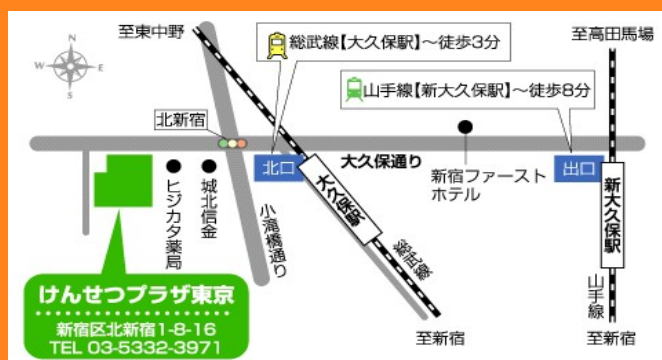 至東中野
総武線【大久保駅】～徒歩3分
至高田馬場
N
W
E
S
山手線【新大久保駅】～徒歩8分
北新宿
大久保通り
北口
出口
ヒジカタ薬局
城北信金
小滝橋通り
大久保駅
総武線
新宿ファースト
ホテル
新大久保駅
山手線
けんせつプラザ東京
新宿区北新宿1-8-16
TEL 03-5332-3971
至新宿
至新宿